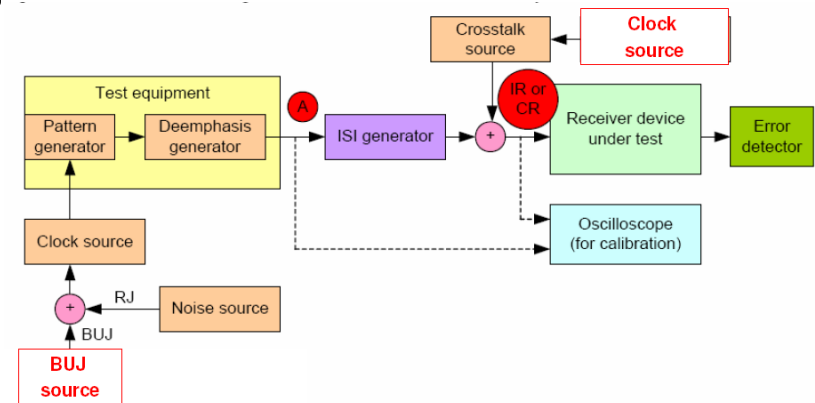 Crosstalk
source
Clock
source
Test equipment
A
IR or
CR
Pattern
generator
Deemphasis
generator
ISI generator
+
Receiver device
under test
Error
detector
Clock source
Oscilloscope
(for calibration)
+
RJ
Noise source
BUJ
BUJ
source